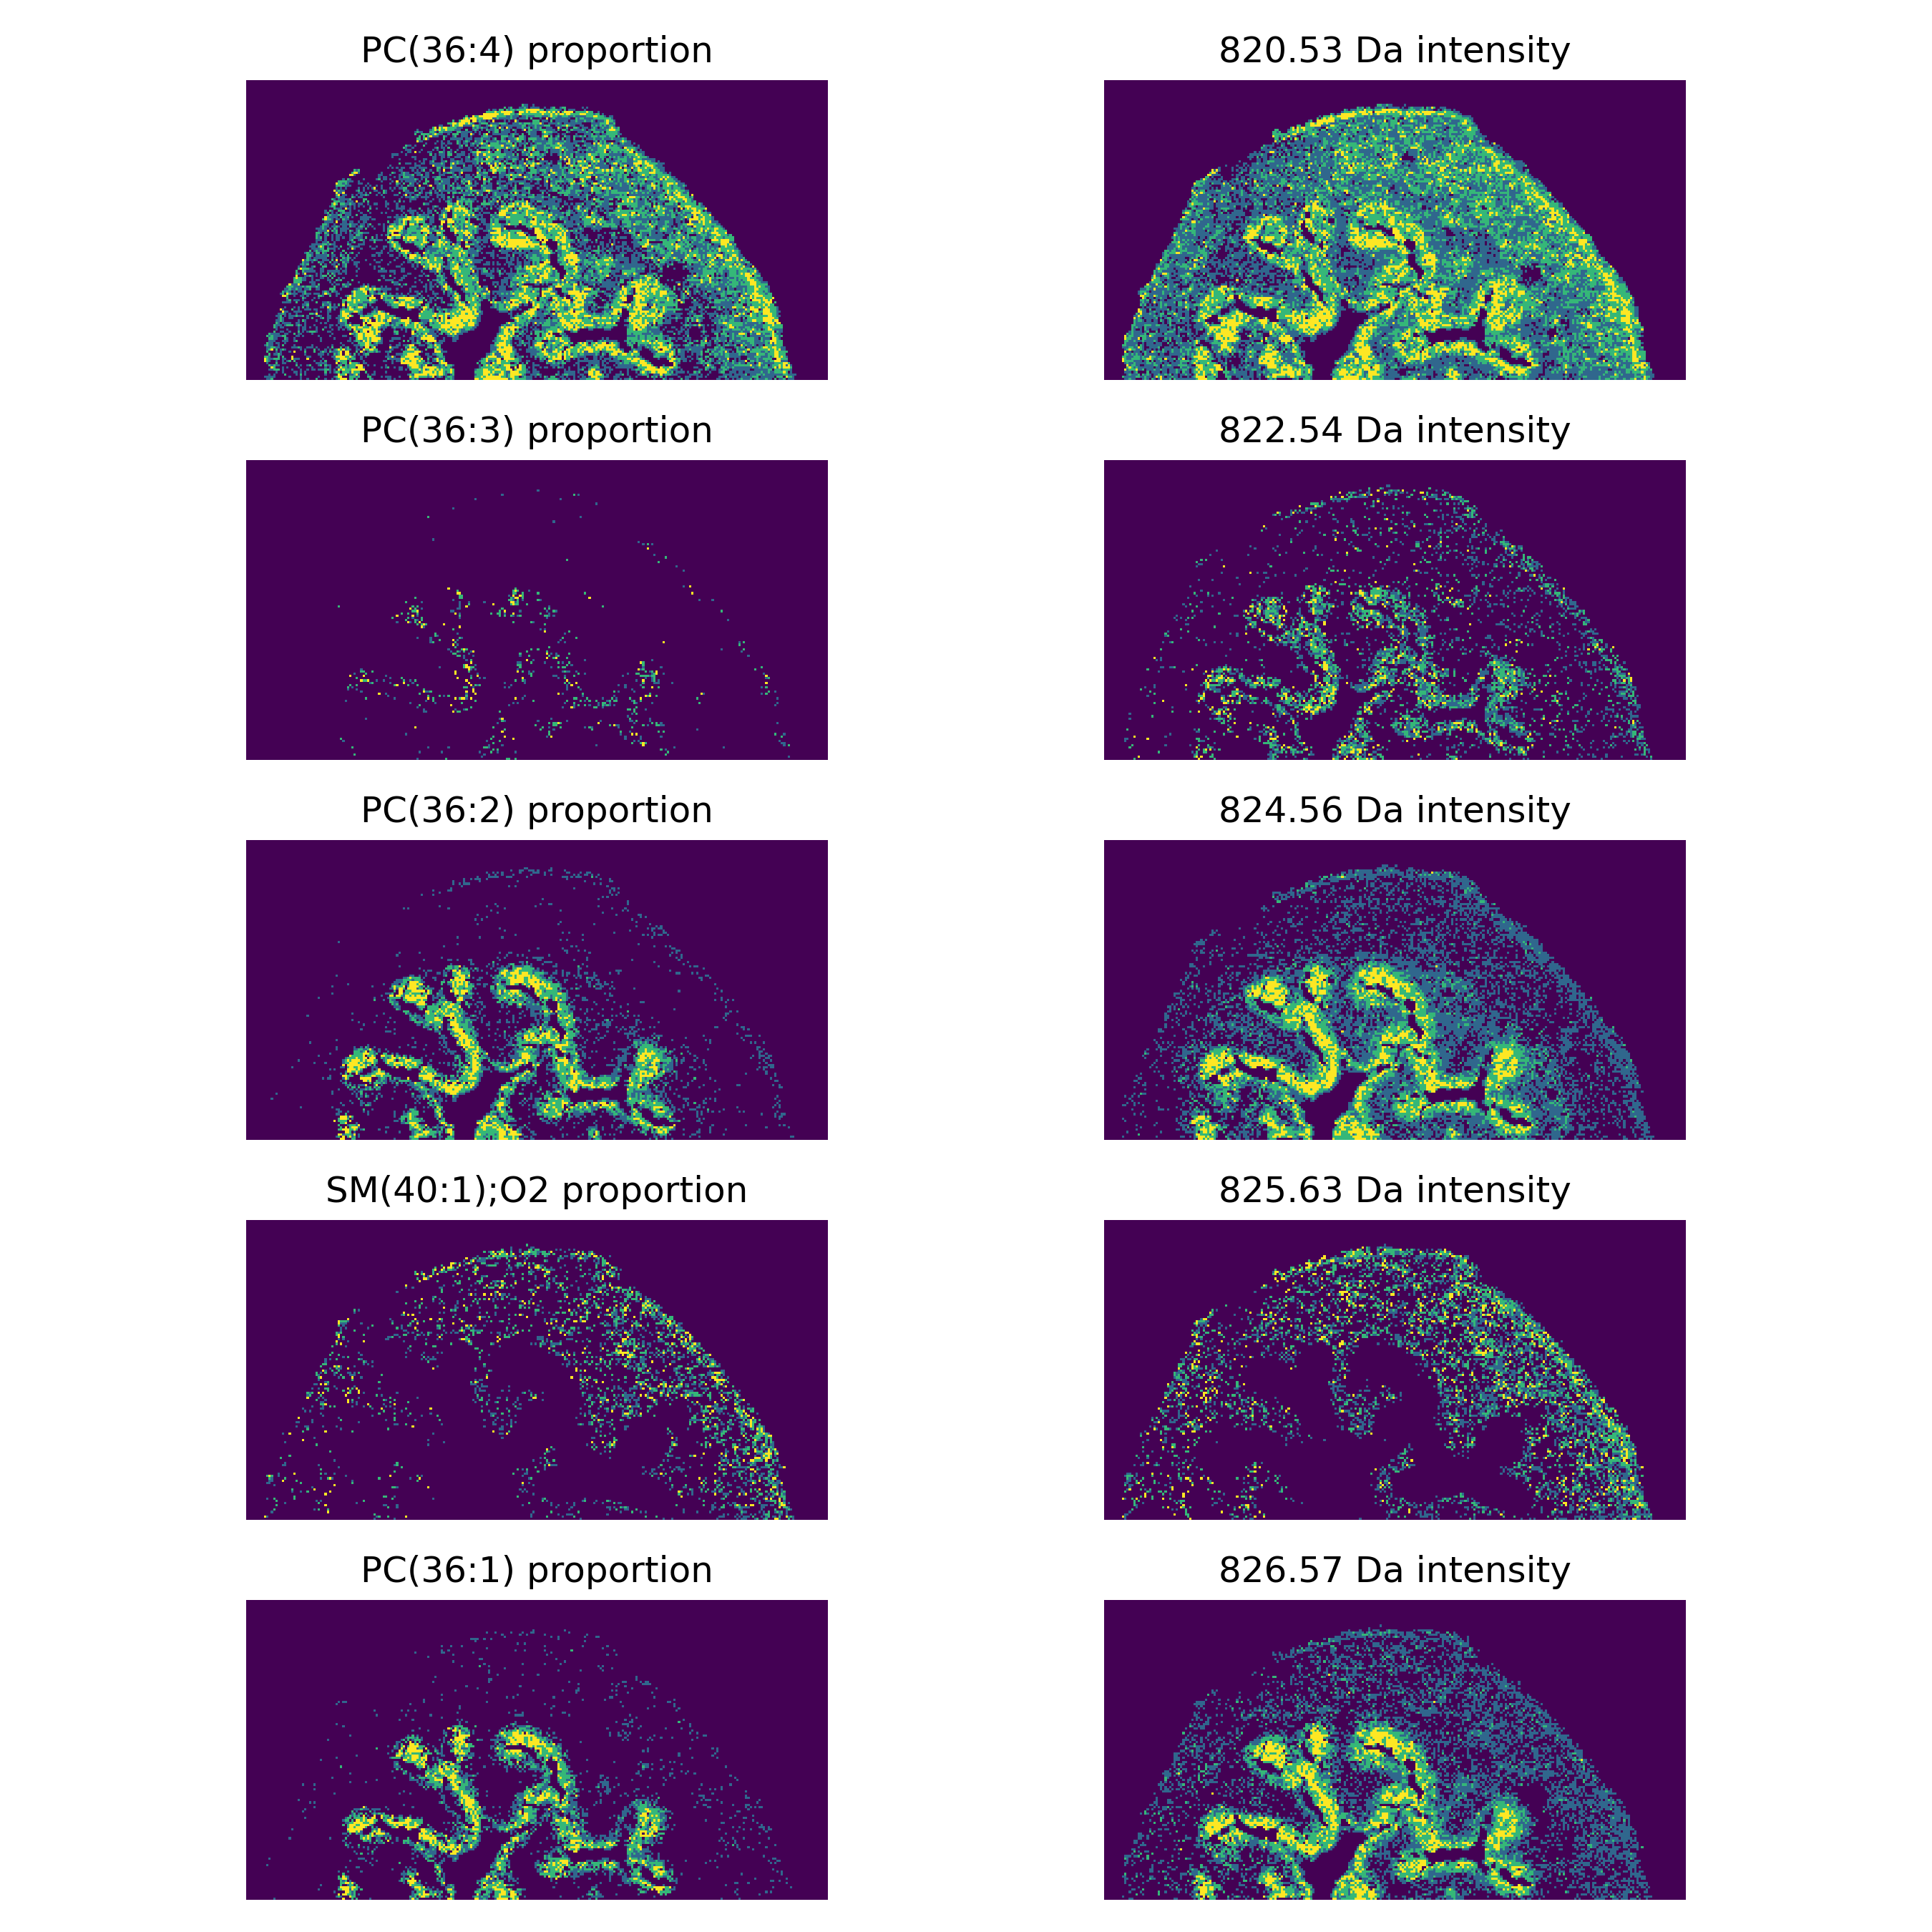 PC(36:4) proportion
820.53 Da intensity
PC(36:3) proportion
822.54 Da intensity
PC(36:2) proportion
824.56 Da intensity
SM(40:1);O2 proportion
825.63 Da intensity
PC(36:1) proportion
826.57 Da intensity